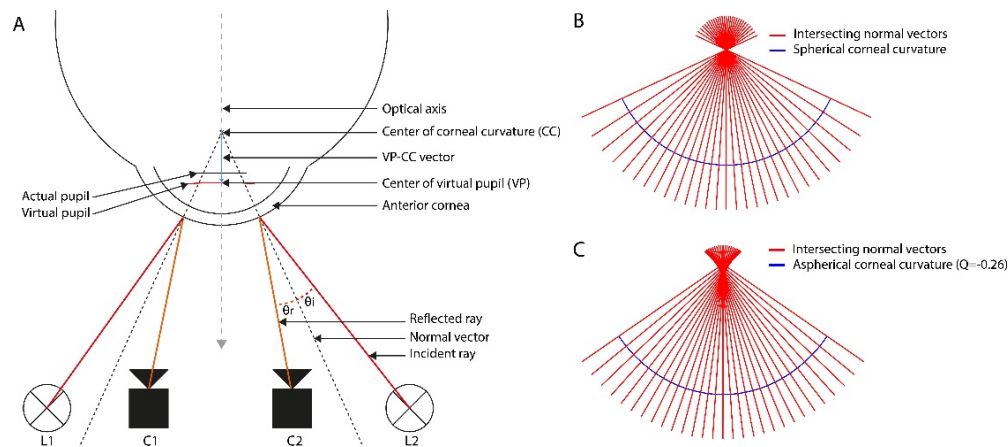 A
Optical axis
Center of corneal curvature (CC)
VP-CC vector
Actual pupil
Center of virtual pupil (VP)
Virtual pupil
Anterior cornea
θr
θi
Reflected ray
Normal vector
Incident ray
L1
C1
C2
L2
B
Intersecting normal vectors
Spherical corneal curvature
C
Intersecting normal vectors
Aspherical corneal curvature (Q=-0.26)